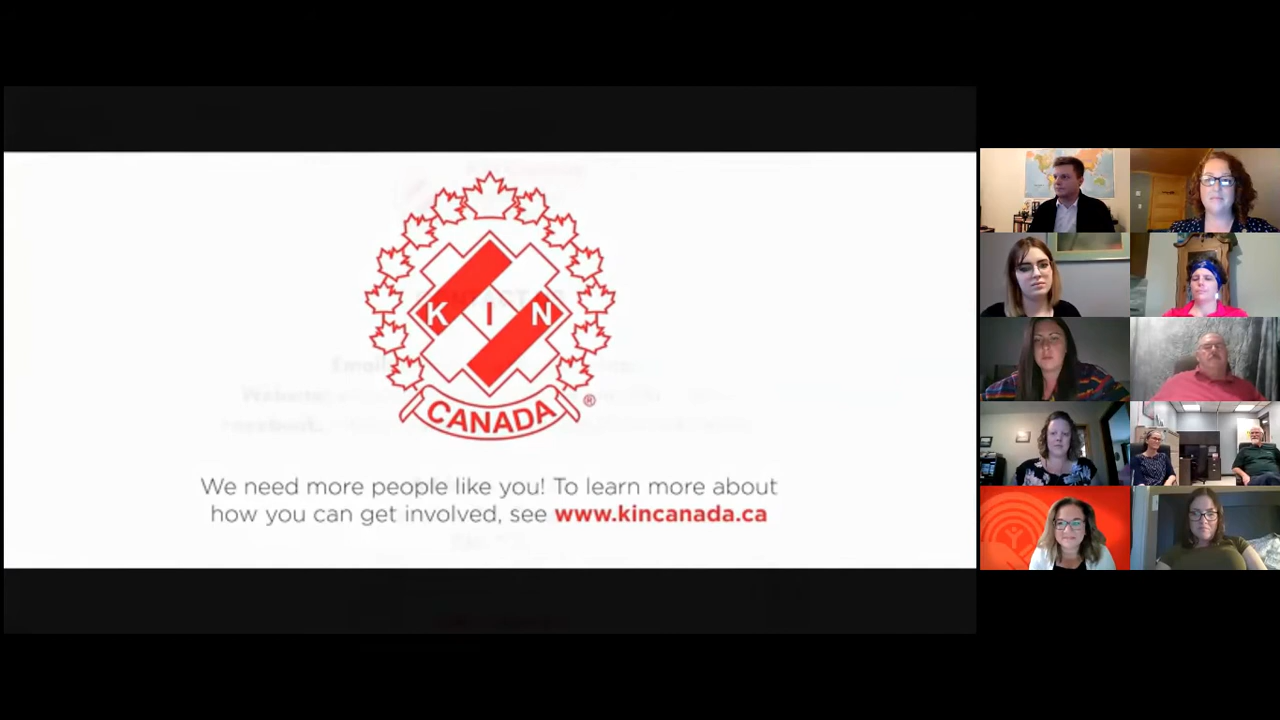 K I N
CANADA ®
We need more people like you! To learn more about
how you can get involved, see www.kincanada.ca